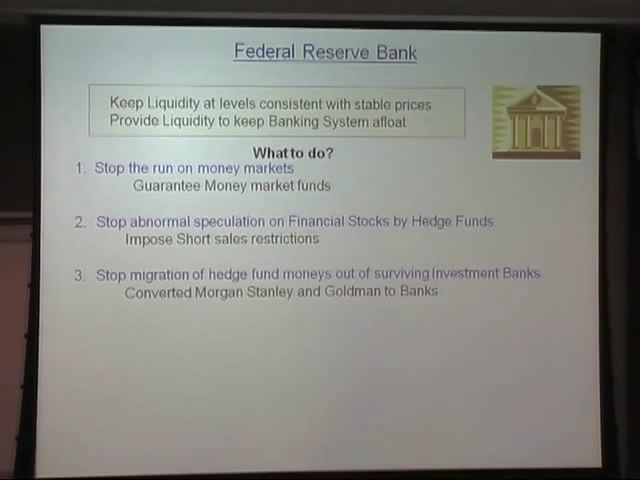 Federal Reserve Bank
Keep Liquidity at levels consistent with stable prices
Provide Liquidity to keep Banking System afloat
What to do?
1. Stop the run on money markets
Guarantee Money market funds
2. Stop abnormal speculation on Financial Stocks by Hedge Funds
Impose Short sales restrictions
3. Stop migration of hedge fund moneys out of surviving Investment Banks
Converted Morgan Stanley and Goldman to Banks